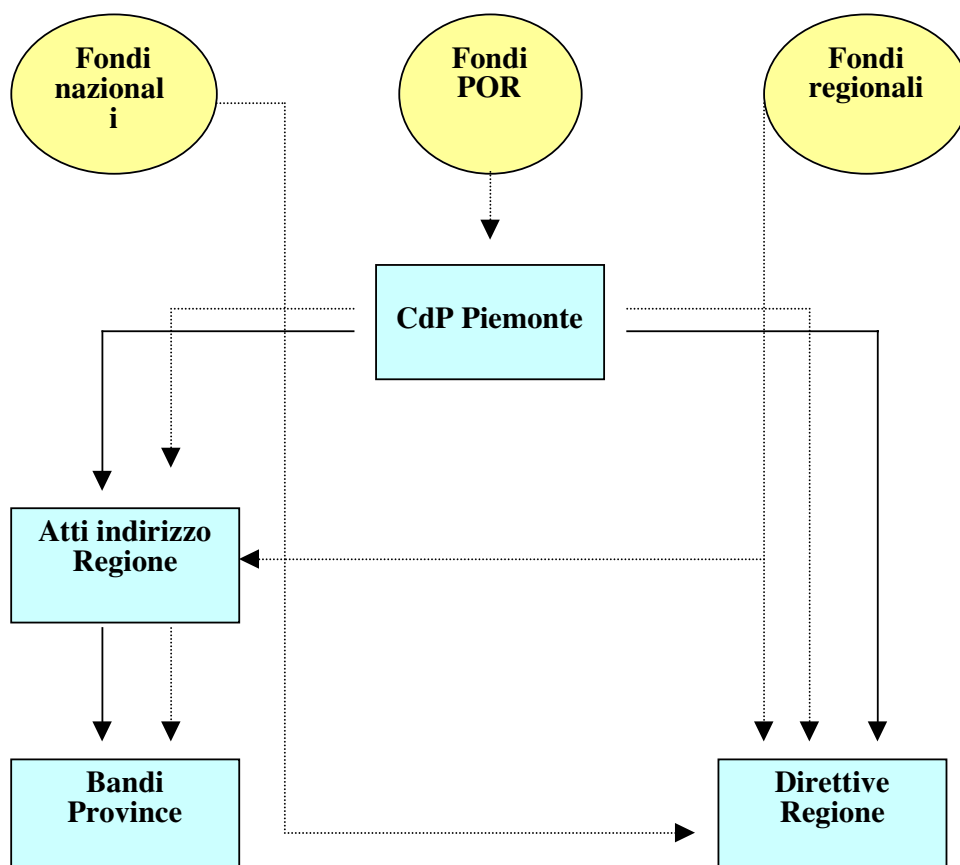 Fondi
nazional
i
Fondi
POR
Fondi
regionali
CdP Piemonte
Atti indirizzo
Regione
Bandi
Province
Direttive
Regione